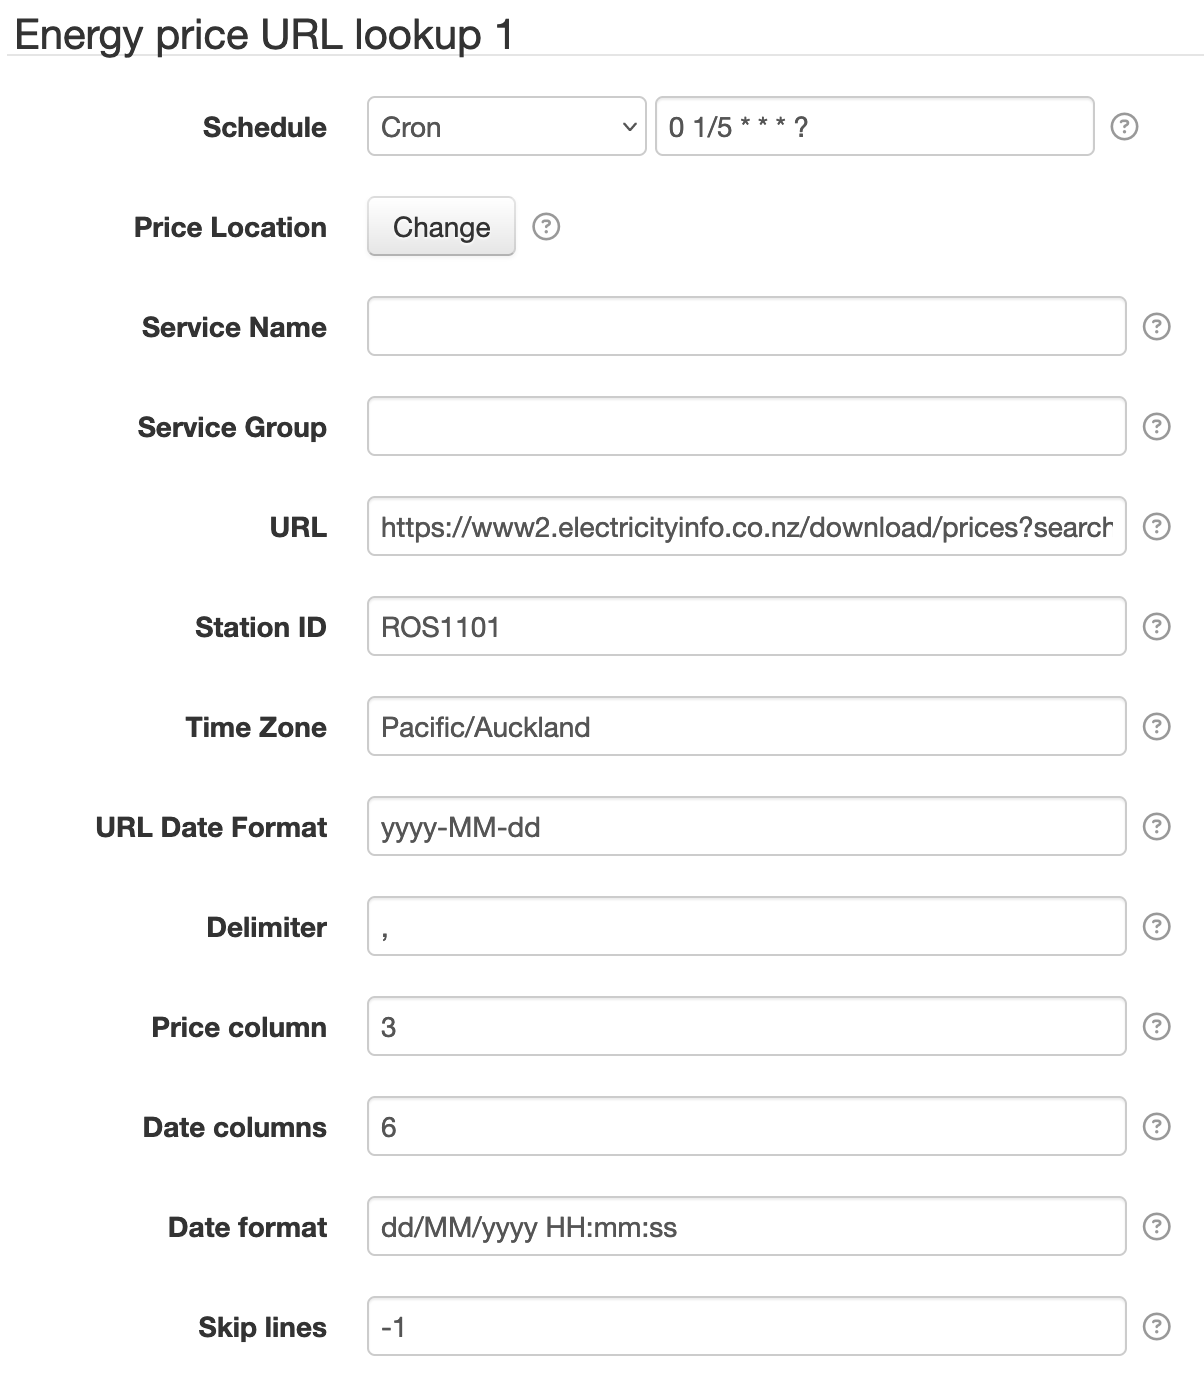 Energy price URL lookup 1
Schedule Cron 0 1/5 * * * ? ?
Price Location Change ?
Service Name ?
Service Group ?
URL https://www2.electricityinfo.co.nz/download/prices?search ?
Station ID ROS1101 ?
Time Zone Pacific/Auckland ?
URL Date Format yyyy-MM-dd ?
Delimiter , ?
Price column 3 ?
Date columns 6 ?
Date format dd/MM/yyyy HH:mm:ss ?
Skip lines -1 ?